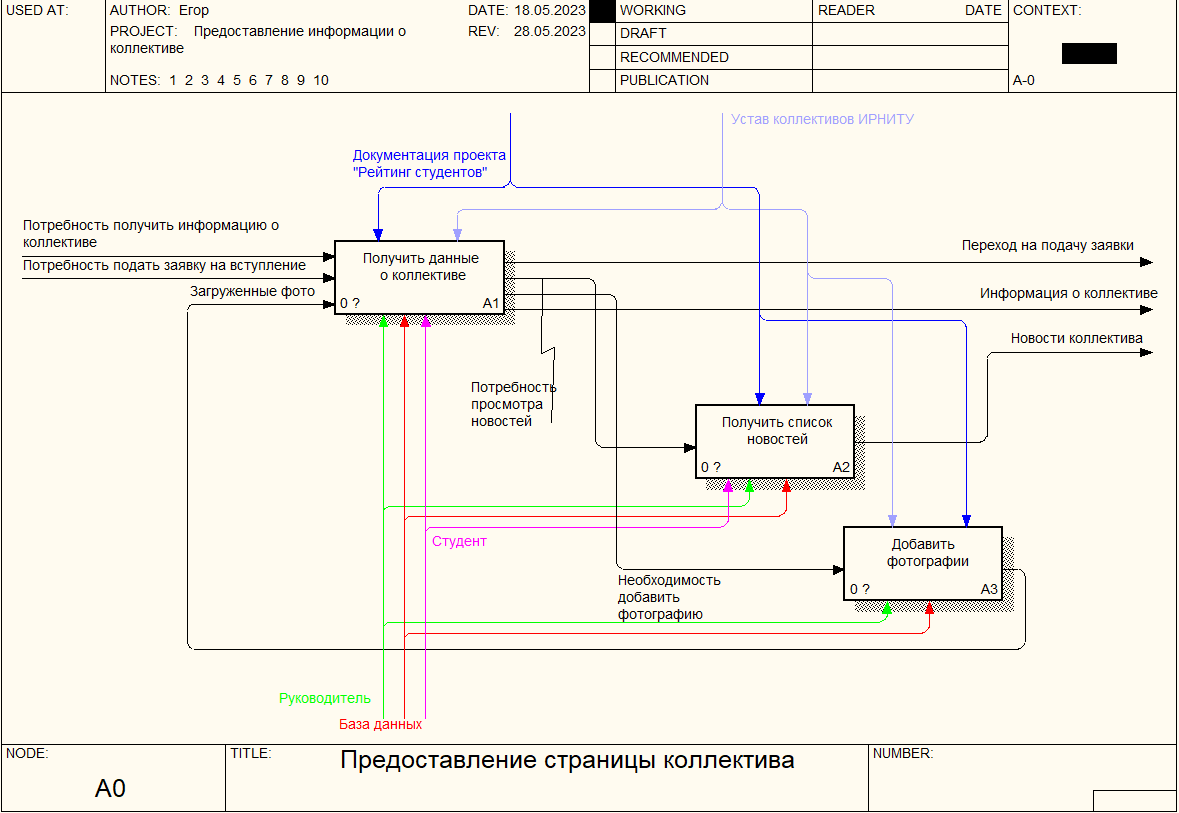 USED AT:
AUTHOR: Егор
DATE: 18.05.2023
WORKING
READER
DATE
CONTEXT:
PROJECT: Предоставление информации о
коллективе
REV: 28.05.2023
DRAFT
RECOMMENDED
NOTES: 1 2 3 4 5 6 7 8 9 10
PUBLICATION
A-0
Устав коллективов ИРНИТУ
Документация проекта
"Рейтинг студентов"
Потребность получить информацию о
коллективе
Потребность подать заявку на вступление
Загруженные фото
Получить данные
о коллективе
0 ?
A1
Переход на подачу заявки
Информация о коллективе
Новости коллектива
Потребность
просмотра
новостей
Получить список
новостей
0 ?
A2
Студент
Добавить
фотографии
0 ?
A3
Необходимость
добавить
фотографию
Руководитель
База данных
NODE:
A0
TITLE:
Предоставление страницы коллектива
NUMBER: